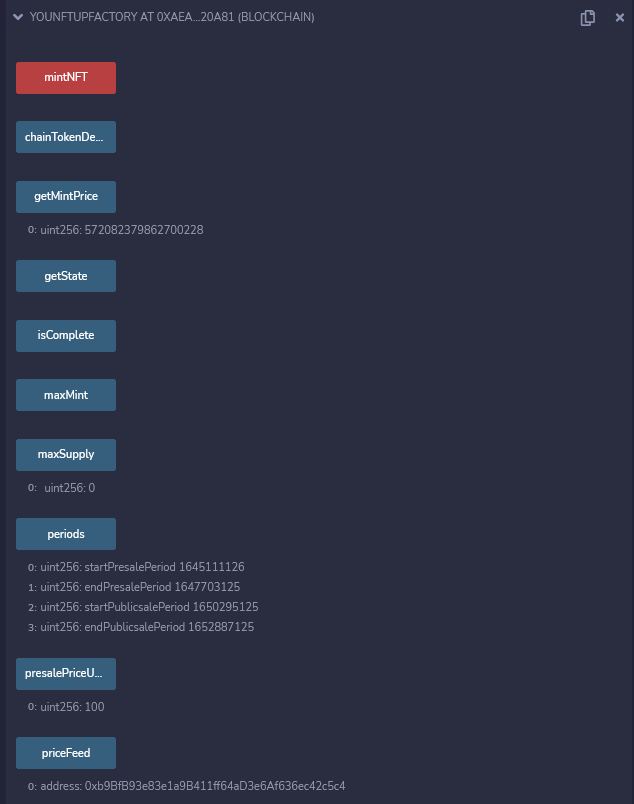 YOUNFTUPFACTORY AT 0XAEA...20A81 (BLOCKCHAIN)
mintNFT
chainTokenDe...
getMintPrice
0: uint256: 572082379862700228
getState
isComplete
maxMint
maxSupply
0: uint256: 0
periods
0: uint256: startPresalePeriod 1645111126
1: uint256: endPresalePeriod 1647703125
2: uint256: startPublicsalePeriod 1650295125
3: uint256: endPublicsalePeriod 1652887125
presalePriceU...
0: uint256: 100
priceFeed
0: address: 0xb9BfB93e83e1a9B411ff64aD3e6Af636ec42c5c4